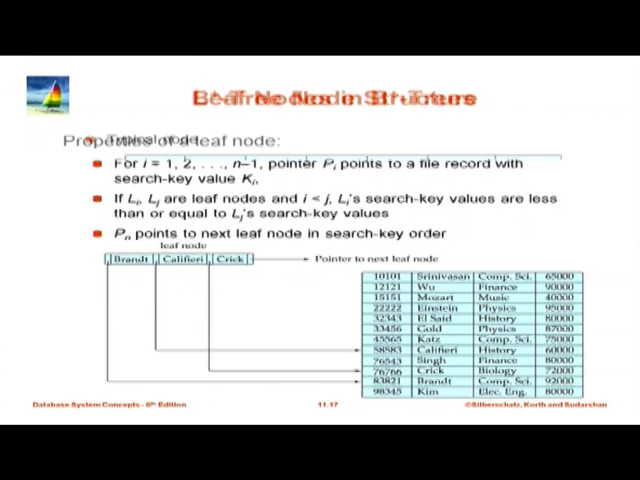 Properties of a leaf node:
For i = 1, 2, . . ., n–1, pointer Pi points to a file record with
search-key value Ki,
If Li, Lj are leaf nodes and i < j, Li's search-key values are less
than or equal to Lj's search-key values
Pn points to next leaf node in search-key order
leaf node
Brandt Califieri Crick Pointer to next leaf node
10101 Srinivasan Comp. Sci. 65000
12121 Wu Finance 90000
15151 Mozart Music 40000
22222 Einstein Physics 95000
32343 El Said History 80000
33456 Gold Physics 87000
45565 Katz Comp. Sci. 75000
58583 Califieri History 60000
76543 Singh Finance 80000
76766 Crick Biology 72000
83821 Brandt Comp. Sci. 92000
98345 Kim Elec. Eng. 80000
Database System Concepts - 6th Edition 11.17 ©Silberschatz, Korth and Sudarshan